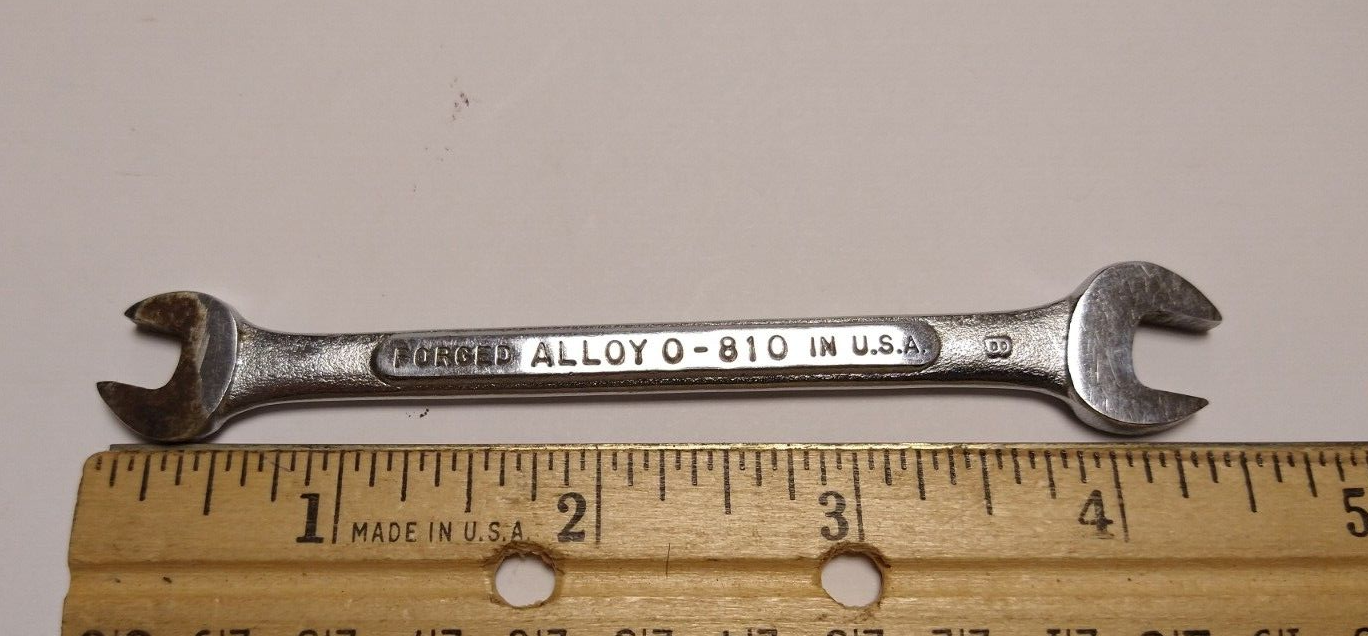 FORGED ALLOY O-810 IN U.S.A.
B
1 2 3 4 5
MADE IN U.S.A.